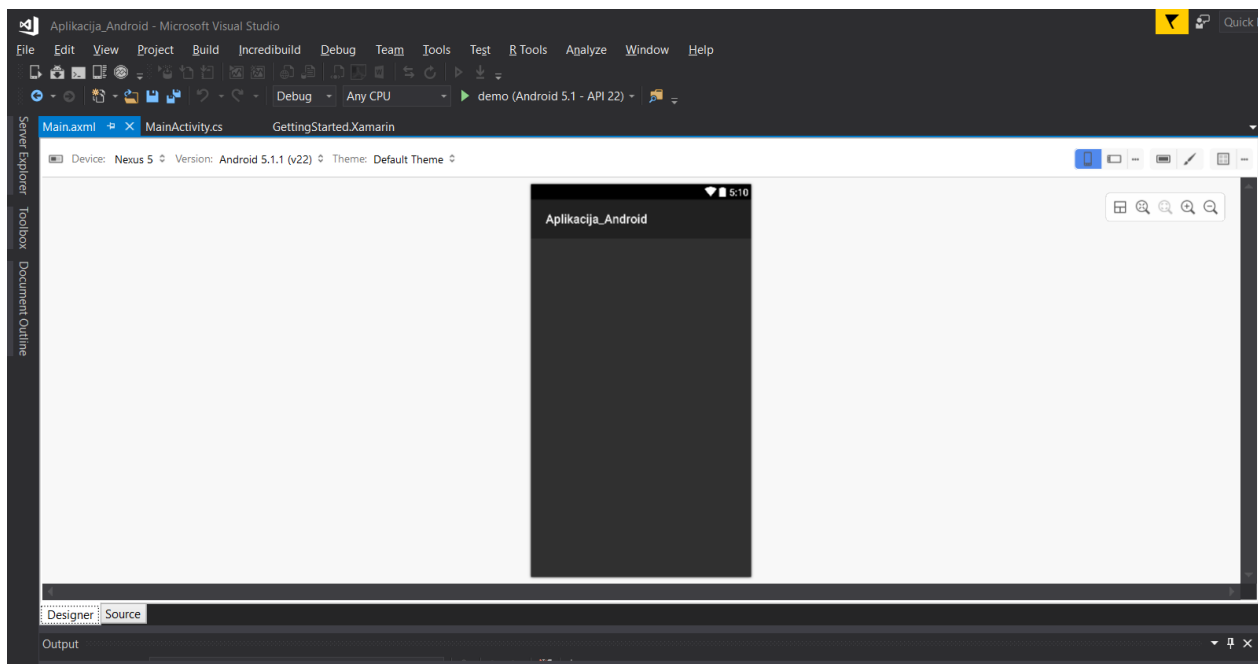 Aplikacija_Android - Microsoft Visual Studio
Quick
File Edit View Project Build Incredibuild Debug Team Tools Test R Tools Analyze Window Help
Debug Any CPU demo (Android 5.1 - API 22)
Main.axml MainActivity.cs GettingStarted.Xamarin
Server Explorer
Toolbox
Document Outline
Device: Nexus 5 Version: Android 5.1.1 (v22) Theme: Default Theme
5:10
Aplikacija_Android
Designer Source
Output